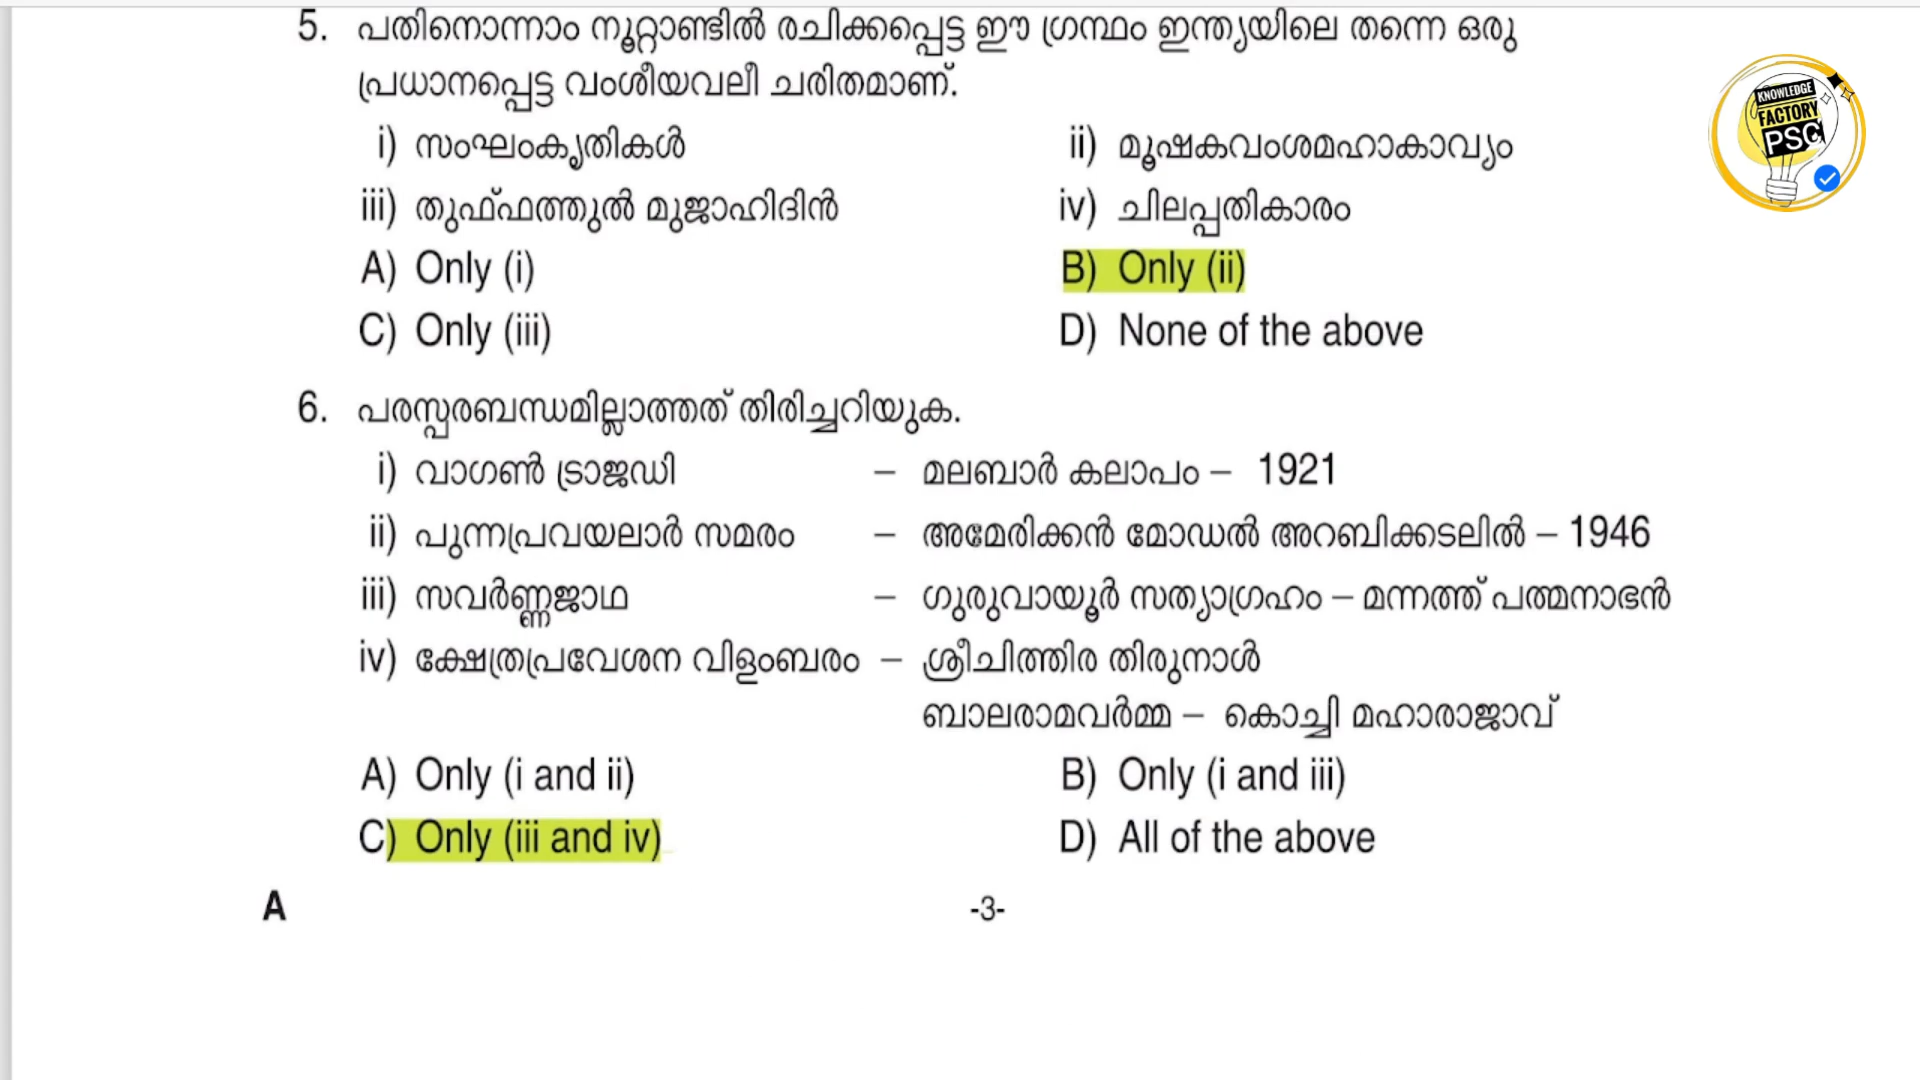 5. പതിനൊന്നാം നൂറ്റാണ്ടിൽ രചിക്കപ്പെട്ട ഈ ഗ്രന്ഥം ഇന്ത്യയിലെ തന്നെ ഒരു
പ്രധാനപ്പെട്ട വംശീയവലീ ചരിതമാണ്.
i) സംഘംകൃതികൾ ii) മൂഷകവംശമഹാകാവ്യം
iii) തുഫ്ഫത്തുൽ മുജാഹിദിൻ iv) ചിലപ്പതികാരം
A) Only (i) B) Only (ii)
C) Only (iii) D) None of the above
6. പരസ്പരബന്ധമില്ലാത്തത് തിരിച്ചറിയുക.
i) വാഗൺ ട്രാജഡി – മലബാർ കലാപം – 1921
ii) പുന്നപ്രവയലാർ സമരം – അമേരിക്കൻ മോഡൽ അറബിക്കടലിൽ – 1946
iii) സവർണ്ണജാഥ – ഗുരുവായൂർ സത്യാഗ്രഹം – മന്നത്ത് പത്മനാഭൻ
iv) ക്ഷേത്രപ്രവേശന വിളംബരം – ശ്രീചിത്തിര തിരുനാൾ
ബാലരാമവർമ്മ – കൊച്ചി മഹാരാജാവ്
A) Only (i and ii) B) Only (i and iii)
C) Only (iii and iv) D) All of the above
A -3-
KNOWLEDGE
FACTORY
PSC